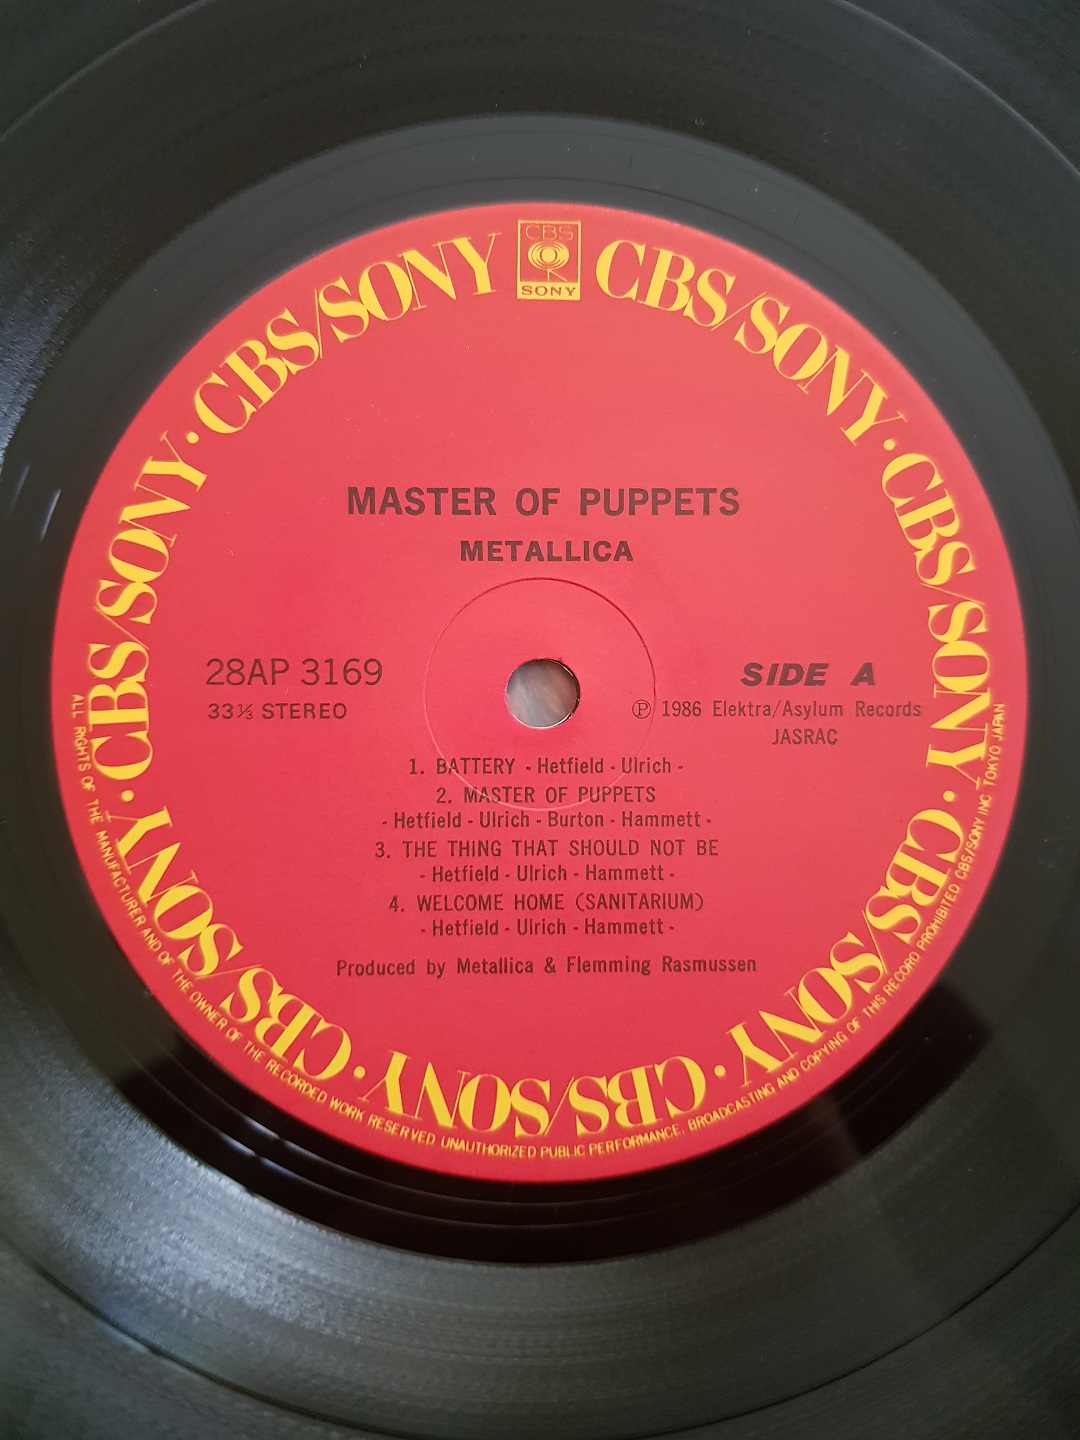 CBS
SONY
CBS/SONY · CBS/SONY · CBS/SONY · CBS/SONY · CBS/SONY · CBS/SONY · CBS/SONY · CBS/SONY
MASTER OF PUPPETS
METALLICA
28AP 3169
33⅓ STEREO
SIDE A
℗ 1986 Elektra/Asylum Records
JASRAC
1. BATTERY - Hetfield - Ulrich -
2. MASTER OF PUPPETS
- Hetfield - Ulrich - Burton - Hammett -
3. THE THING THAT SHOULD NOT BE
- Hetfield - Ulrich - Hammett -
4. WELCOME HOME (SANITARIUM)
- Hetfield - Ulrich - Hammett -
Produced by Metallica & Flemming Rasmussen
ALL RIGHTS OF THE MANUFACTURER AND OF THE OWNER OF THE RECORDED WORK RESERVED UNAUTHORIZED PUBLIC PERFORMANCE, BROADCASTING AND COPYING OF THIS RECORD PROHIBITED CBS/SONY INC TOKYO JAPAN